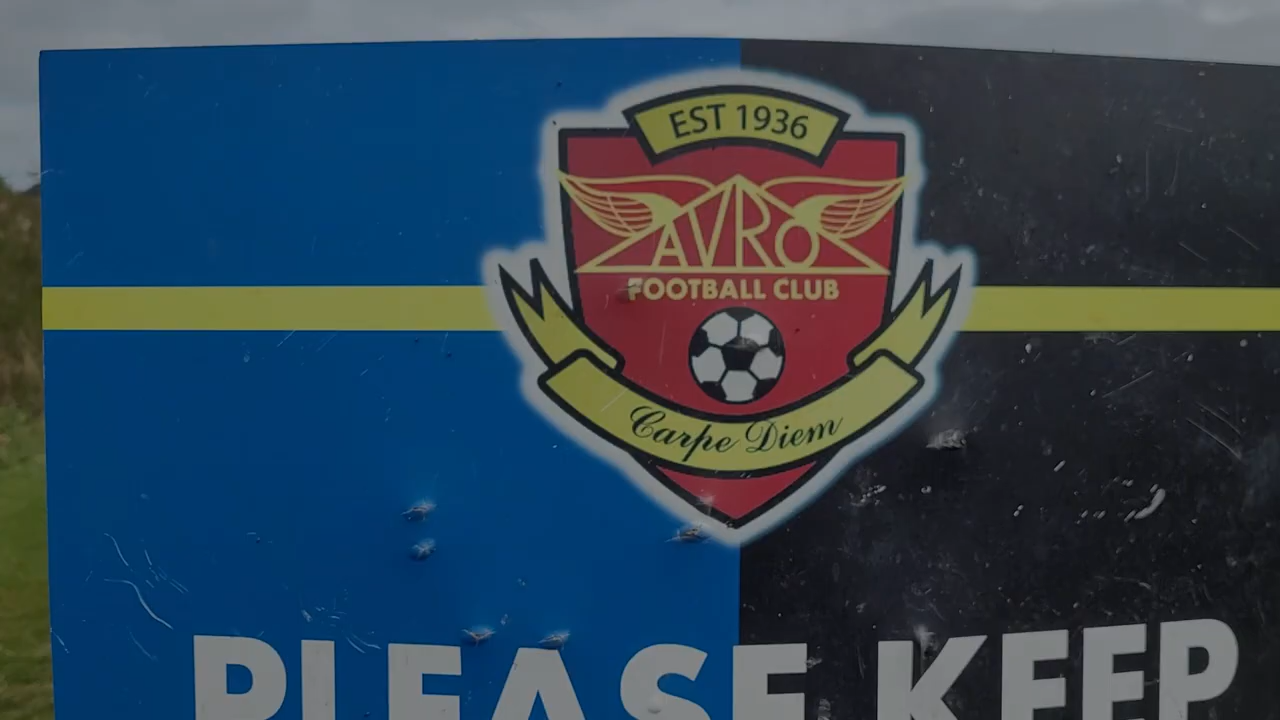 EST 1936
AVRO
FOOTBALL CLUB
Carpe Diem
PLEASE KEEP